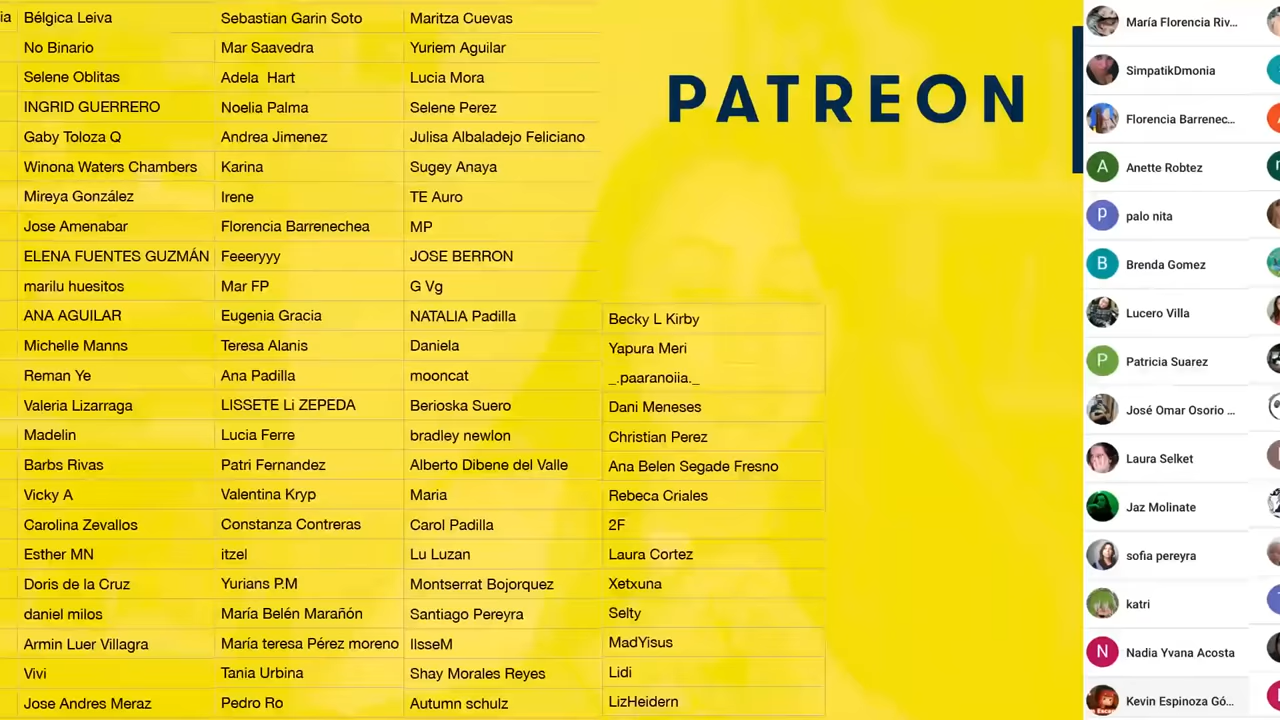 ia
Bélgica Leiva
No Binario
Selene Oblitas
INGRID GUERRERO
Gaby Toloza Q
Winona Waters Chambers
Mireya González
Jose Amenabar
ELENA FUENTES GUZMÁN
marilu huesitos
ANA AGUILAR
Michelle Manns
Reman Ye
Valeria Lizarraga
Madelin
Barbs Rivas
Vicky A
Carolina Zevallos
Esther MN
Doris de la Cruz
daniel milos
Armin Luer Villagra
Vivi
Jose Andres Meraz
Sebastian Garin Soto
Mar Saavedra
Adela Hart
Noelia Palma
Andrea Jimenez
Karina
Irene
Florencia Barrenechea
Feeeryyy
Mar FP
Eugenia Gracia
Teresa Alanis
Ana Padilla
LISSETE Li ZEPEDA
Lucia Ferre
Patri Fernandez
Valentina Kryp
Constanza Contreras
itzel
Yurians P.M
María Belén Marañón
María teresa Pérez moreno
Tania Urbina
Pedro Ro
Maritza Cuevas
Yuriem Aguilar
Lucia Mora
Selene Perez
Julisa Albaladejo Feliciano
Sugey Anaya
TE Auro
MP
JOSE BERRON
G Vg
NATALIA Padilla
Daniela
mooncat
Berioska Suero
bradley newlon
Alberto Dibene del Valle
Maria
Carol Padilla
Lu Luzan
Montserrat Bojorquez
Santiago Pereyra
IlsseM
Shay Morales Reyes
Autumn schulz
PATREON
Becky L Kirby
Yapura Meri
_.paaranoiia._
Dani Meneses
Christian Perez
Ana Belen Segade Fresno
Rebeca Criales
2F
Laura Cortez
Xetxuna
Selty
MadYisus
Lidi
LizHeidern
María Florencia Riv...
SimpatikDmonia
Florencia Barrenec...
A Anette Robtez
p palo nita
B Brenda Gomez
Lucero Villa
P Patricia Suarez
José Omar Osorio ...
Laura Selket
Jaz Molinate
sofia pereyra
katri
N Nadia Yvana Acosta
Kevin Espinoza Gó...